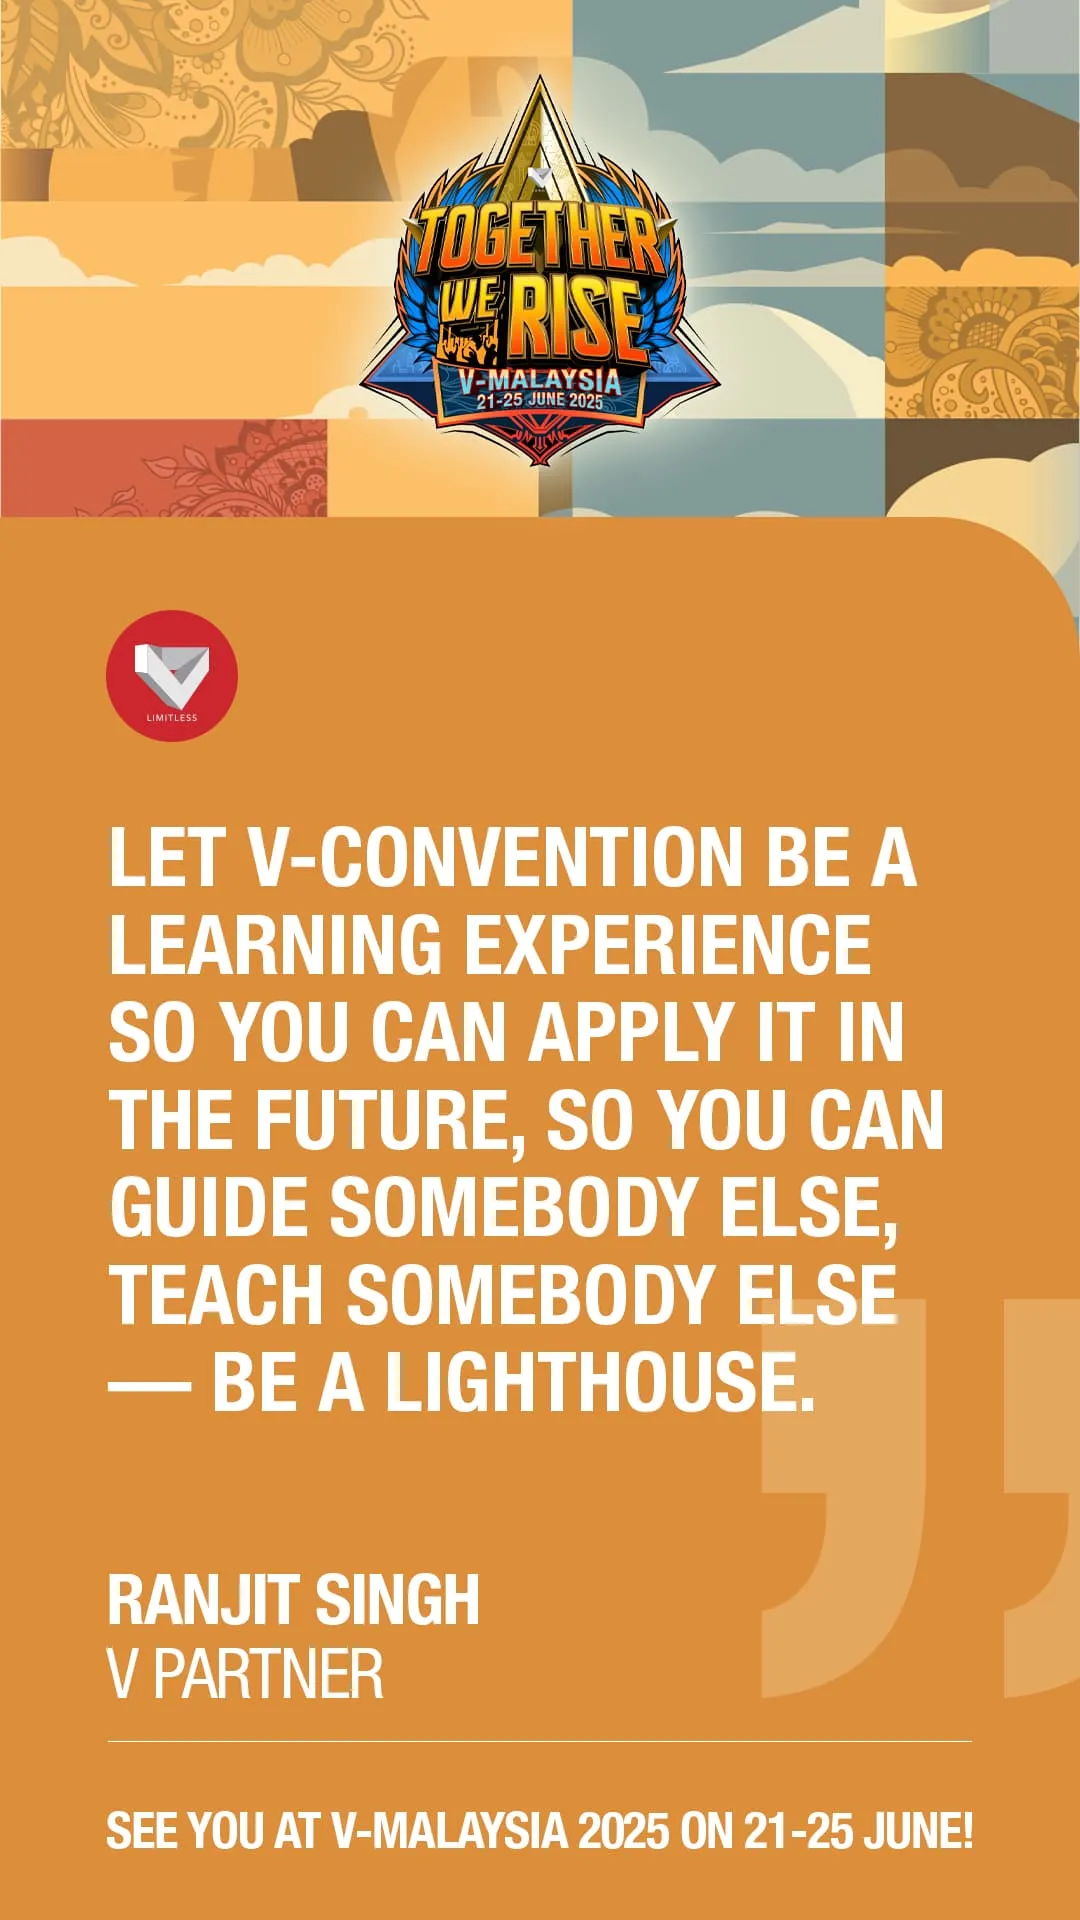 TOGETHER
WE RISE
V-MALAYSIA
21-25 JUNE 2025
LIMITLESS
LET V-CONVENTION BE A
LEARNING EXPERIENCE
SO YOU CAN APPLY IT IN
THE FUTURE, SO YOU CAN
GUIDE SOMEBODY ELSE,
TEACH SOMEBODY ELSE
— BE A LIGHTHOUSE.
RANJIT SINGH
V PARTNER
SEE YOU AT V-MALAYSIA 2025 ON 21-25 JUNE!